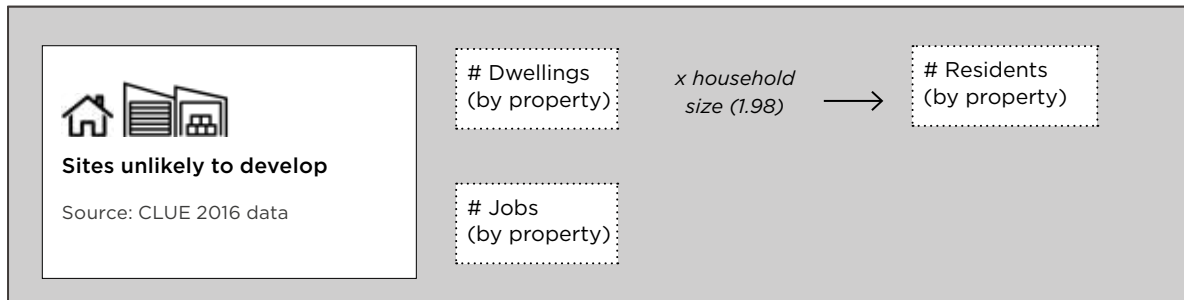 Sites unlikely to develop
Source: CLUE 2016 data
# Dwellings
(by property)
x household
size (1.98)
# Residents
(by property)
# Jobs
(by property)